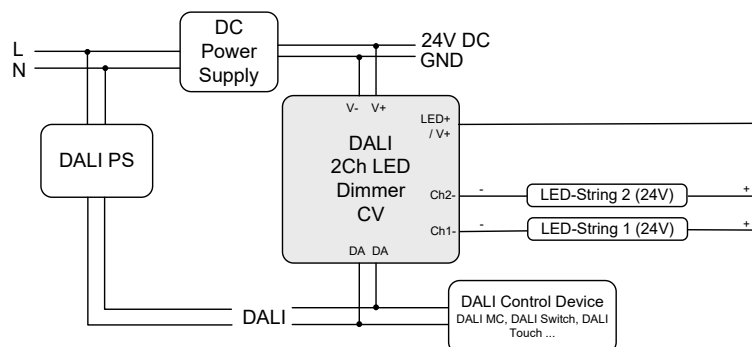 DC
Power
Supply
L
N
24V DC
GND
V- V+
LED+
/ V+
DALI PS
DALI
2Ch LED
Dimmer
CV
Ch2-
-
LED-String 2 (24V)
+
Ch1-
-
LED-String 1 (24V)
+
DA DA
DALI
DALI Control Device
DALI MC, DALI Switch, DALI
Touch ...